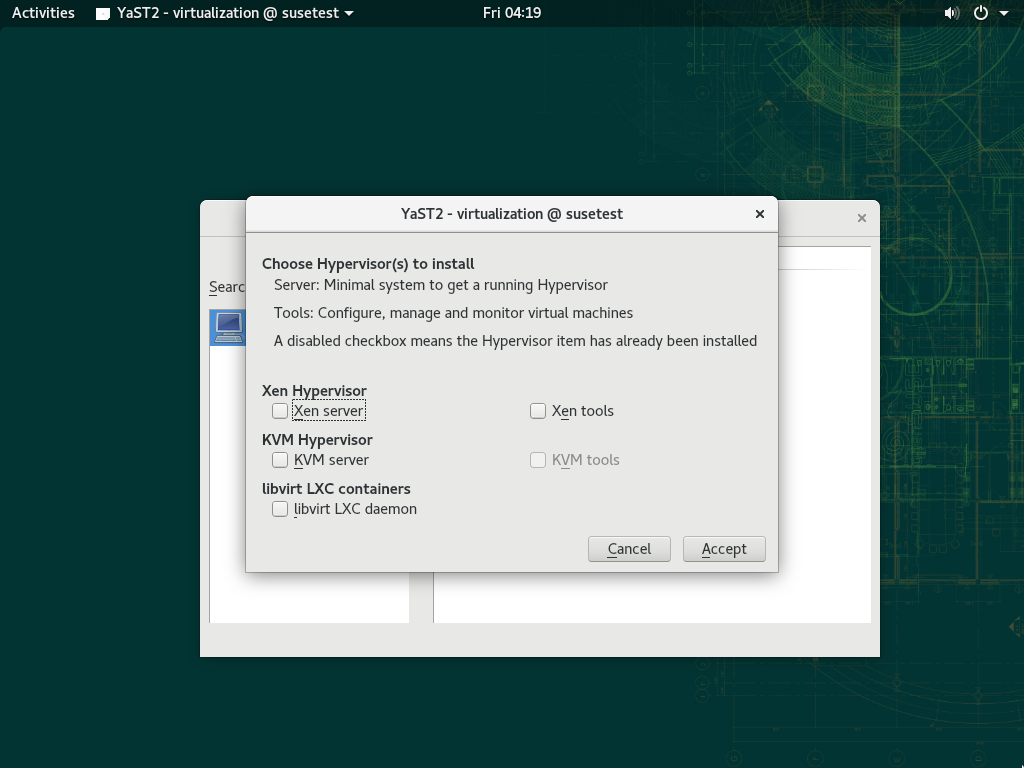 Activities YaST2 - virtualization @ susetest Fri 04:19
YaST2 - virtualization @ susetest
Choose Hypervisor(s) to install
Server: Minimal system to get a running Hypervisor
Searc
Tools: Configure, manage and monitor virtual machines
A disabled checkbox means the Hypervisor item has already been installed
Xen Hypervisor
Xen server Xen tools
KVM Hypervisor
KVM server KVM tools
libvirt LXC containers
libvirt LXC daemon
Cancel Accept